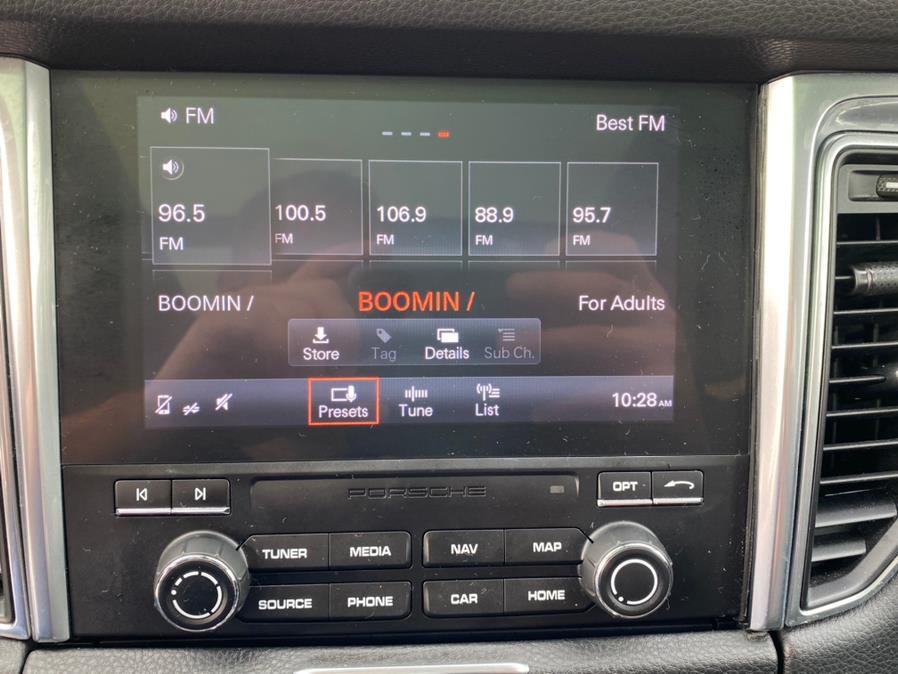 FM
Best FM
96.5 100.5 106.9 88.9 95.7
FM FM FM FM FM
BOOMIN / BOOMIN / For Adults
Store Tag Details Sub Ch.
Presets Tune List 10:28 AM
PORSCHE
OPT
TUNER MEDIA NAV MAP
SOURCE PHONE CAR HOME